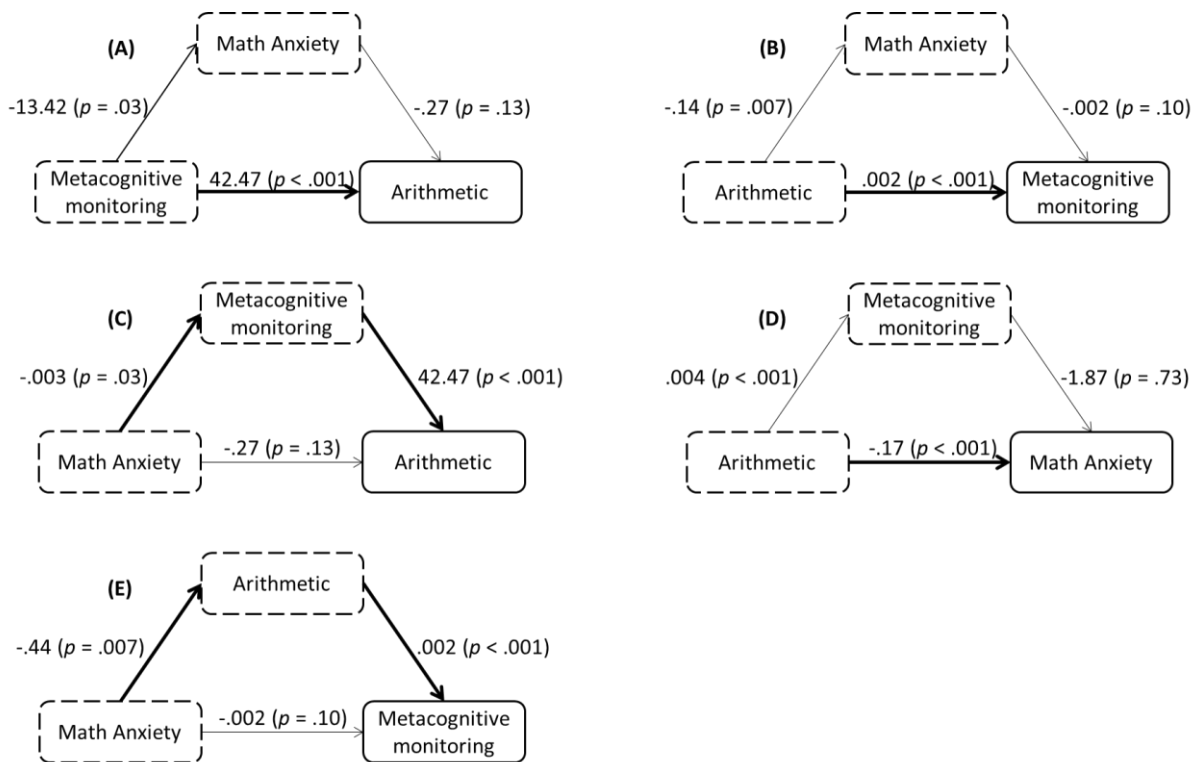 (A)
Math Anxiety
-13.42 (p = .03)
-.27 (p = .13)
Metacognitive
monitoring
42.47 (p < .001)
Arithmetic
(B)
Math Anxiety
-.14 (p = .007)
-.002 (p = .10)
Arithmetic
.002 (p < .001)
Metacognitive
monitoring
(C)
Metacognitive
monitoring
-.003 (p = .03)
42.47 (p < .001)
Math Anxiety
-.27 (p = .13)
Arithmetic
(D)
Metacognitive
monitoring
.004 (p < .001)
-1.87 (p = .73)
Arithmetic
-.17 (p < .001)
Math Anxiety
(E)
Arithmetic
-.44 (p = .007)
.002 (p < .001)
Math Anxiety
-.002 (p = .10)
Metacognitive
monitoring